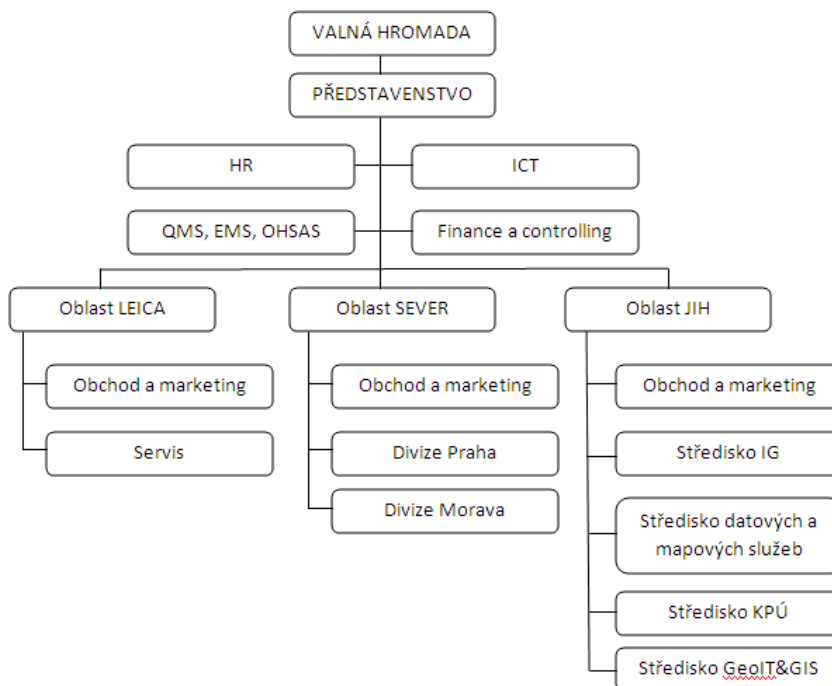 VALNÁ HROMADA
PŘEDSTAVENSTVO
HR
ICT
QMS, EMS, OHSAS
Finance a controlling
Oblast LEICA
Oblast SEVER
Oblast JIH
Obchod a marketing
Obchod a marketing
Obchod a marketing
Servis
Divize Praha
Středisko IG
Divize Morava
Středisko datových a
mapových služeb
Středisko KPÚ
Středisko GeoIT&GIS